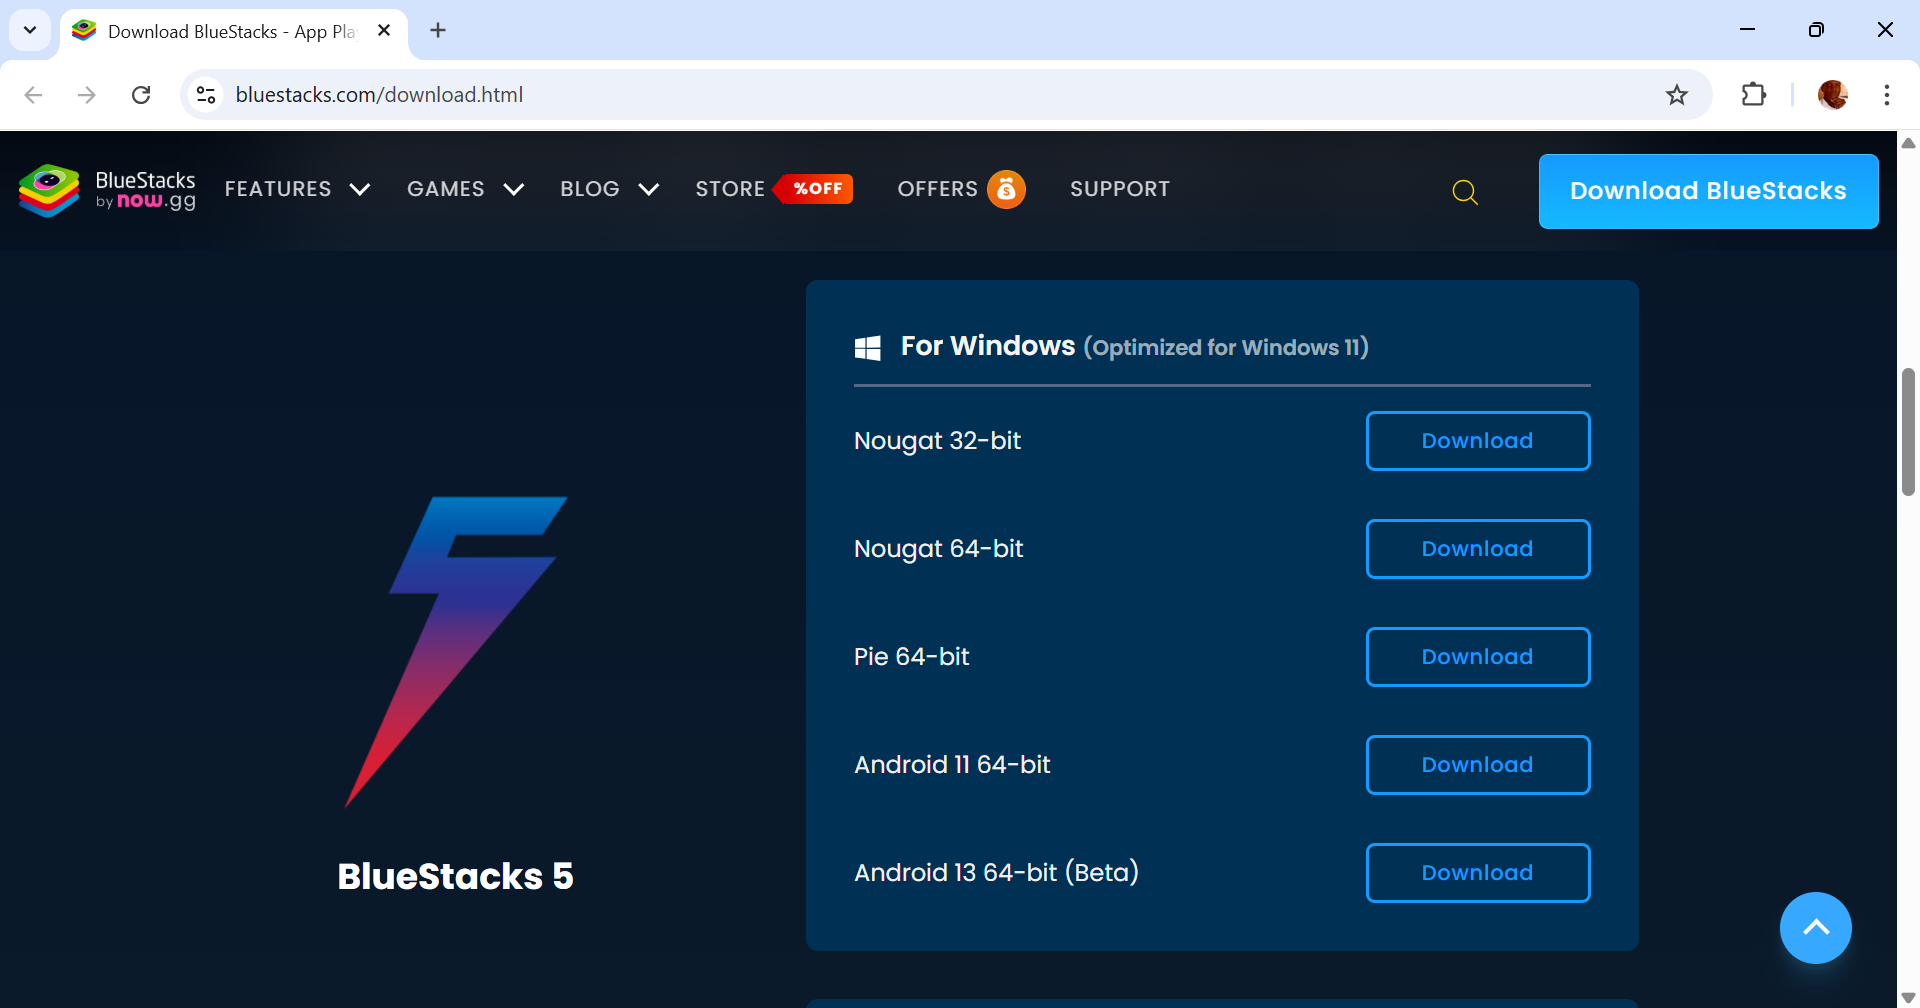 Download BlueStacks - App Pla
bluestacks.com/download.html
BlueStacks
by now.gg
FEATURES
GAMES
BLOG
STORE
%OFF
OFFERS
$
SUPPORT
Download BlueStacks
For Windows (Optimized for Windows 11)
Nougat 32-bit
Download
Nougat 64-bit
Download
Pie 64-bit
Download
Android 11 64-bit
Download
Android 13 64-bit (Beta)
Download
BlueStacks 5